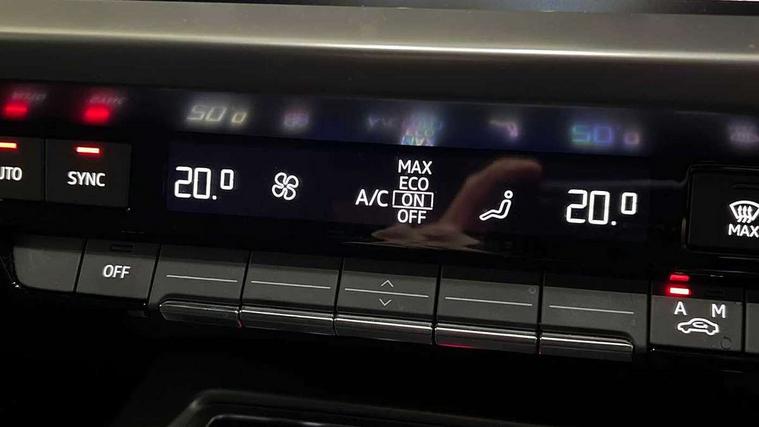 UTO
SYNC
20.0
A/C
MAX
ECO
ON
OFF
20.0
MAX
OFF
A M